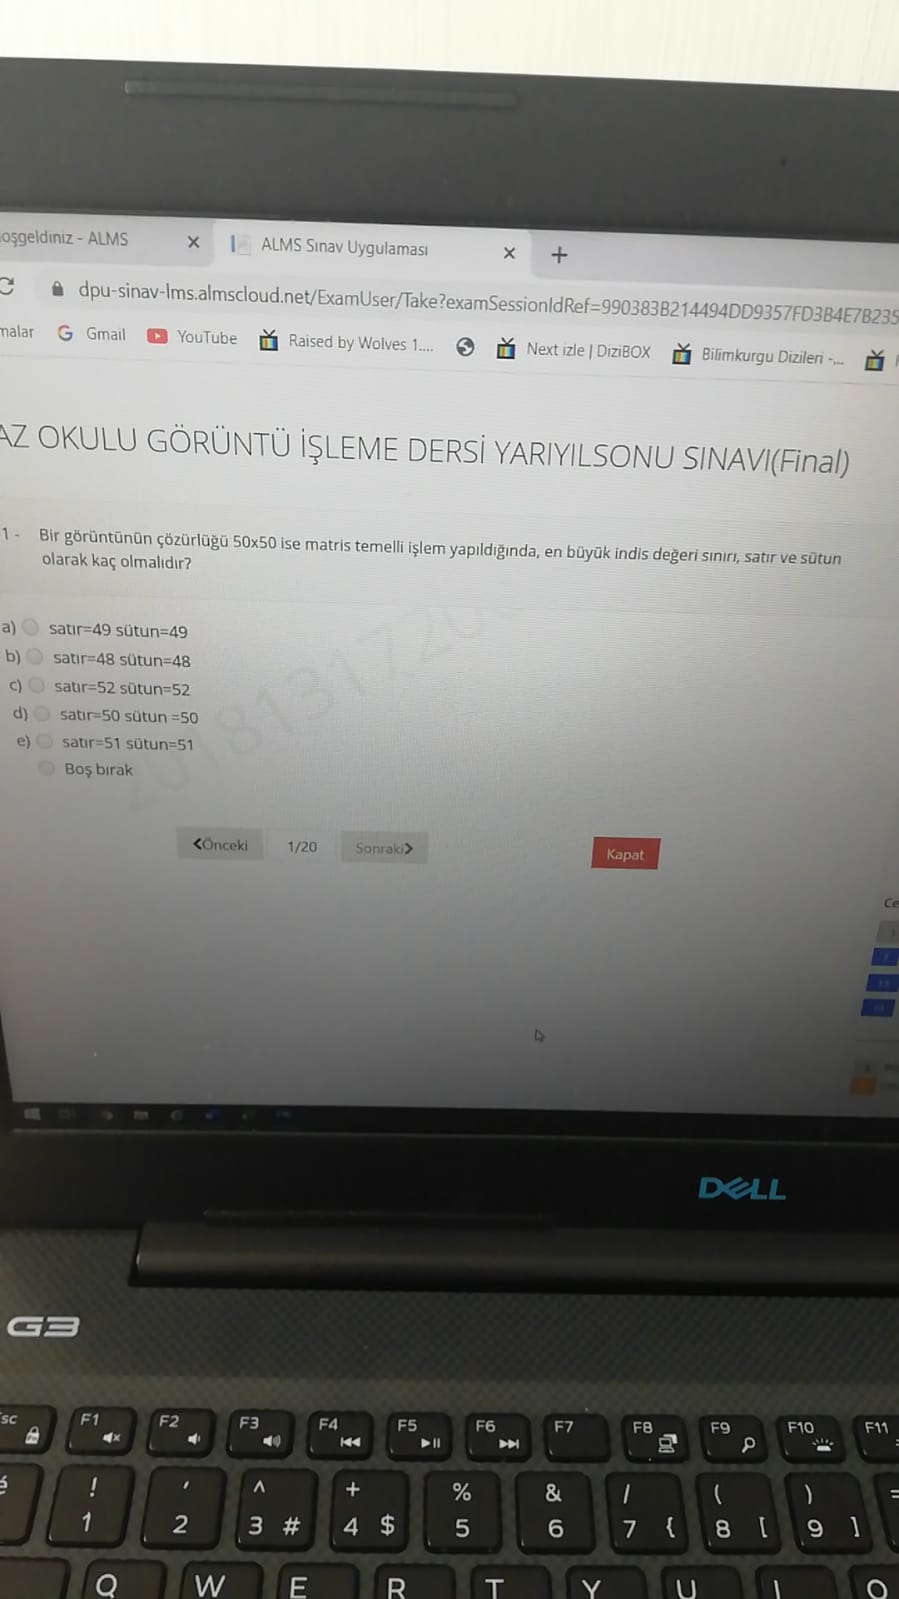 oşgeldiniz - ALMS
ALMS Sınav Uygulaması
dpu-sinav-lms.almscloud.net/ExamUser/Take?examSessionIdRef=990383B214494DD9357FD3B4E7B235
malar
Gmail
YouTube
Raised by Wolves 1....
Next izle | DiziBOX
Bilimkurgu Dizileri -...
AZ OKULU GÖRÜNTÜ İŞLEME DERSİ YARIYILSONU SINAVI(Final)
1 - Bir görüntünün çözürlüğü 50x50 ise matris temelli işlem yapıldığında, en büyük indis değeri sınırı, satır ve sütun
olarak kaç olmalıdır?
a) satır=49 sütun=49
b) satır=48 sütun=48
c) satır=52 sütun=52
d) satır=50 sütun =50
e) satır=51 sütun=51
Boş bırak
Önceki
1/20
Sonraki
Kapat
Ce
DELL
G3
F1
F2
F3
F4
F5
F6
F7
F8
F9
F10
F11
! 1
' 2
^ 3 #
+ 4 $
% 5
& 6
/ 7 {
( 8 [
) 9 ]
Q W E R T Y U I O